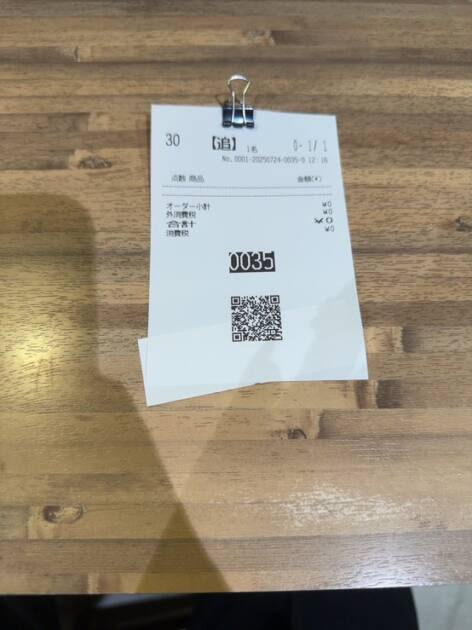 30 【追】 1名 0- 1/ 1
No.0001-20250724-0035-0 12:16
点数 商品 金額(¥)
オーダー小計 ¥0
外消費税 ¥0
合計 ¥0
消費税 ¥0
0035